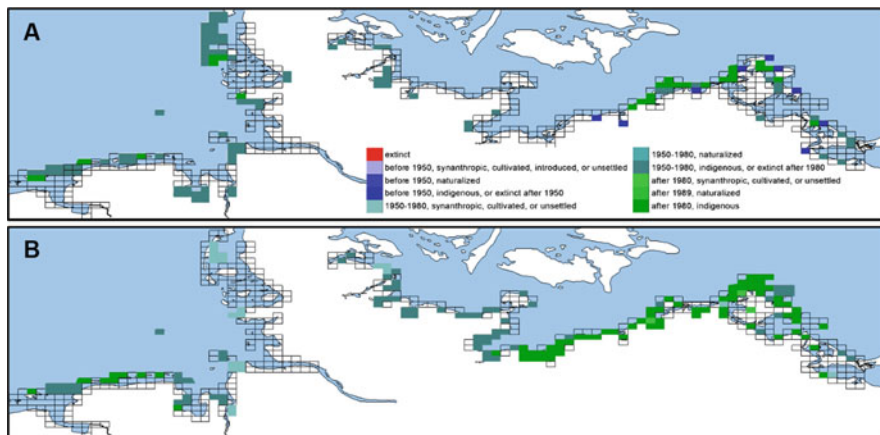 A
extinct
before 1950, synanthropic, cultivated, introduced, or unsettled
before 1950, naturalized
before 1950, indigenous, or extinct after 1950
1950-1980, synanthropic, cultivated, or unsettled
1950-1980, naturalized
1950-1980, indigenous, or extinct after 1980
after 1980, synanthropic, cultivated or unsettled
after 1989, naturalized
after 1980, indigenous
B